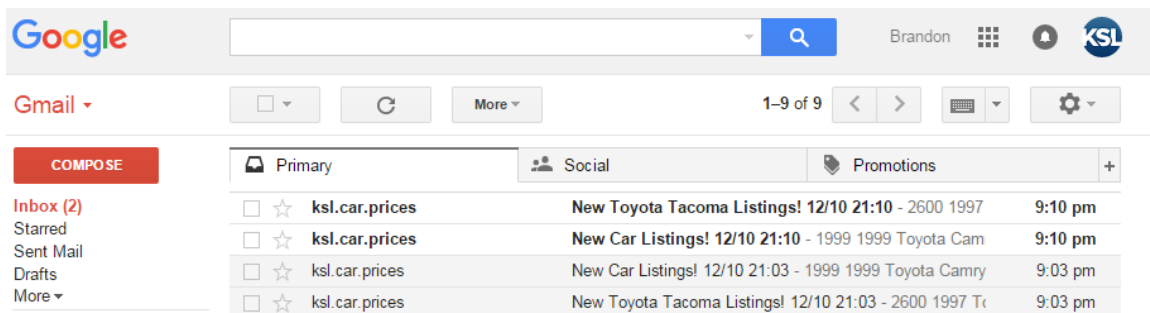 Google Brandon KSL
Gmail More 1–9 of 9
COMPOSE Primary Social Promotions +
Inbox (2) ksl.car.prices New Toyota Tacoma Listings! 12/10 21:10 - 2600 1997 9:10 pm
Starred
Sent Mail ksl.car.prices New Car Listings! 12/10 21:10 - 1999 1999 Toyota Cam 9:10 pm
Drafts ksl.car.prices New Car Listings! 12/10 21:03 - 1999 1999 Toyota Camry 9:03 pm
More ksl.car.prices New Toyota Tacoma Listings! 12/10 21:03 - 2600 1997 9:03 pm